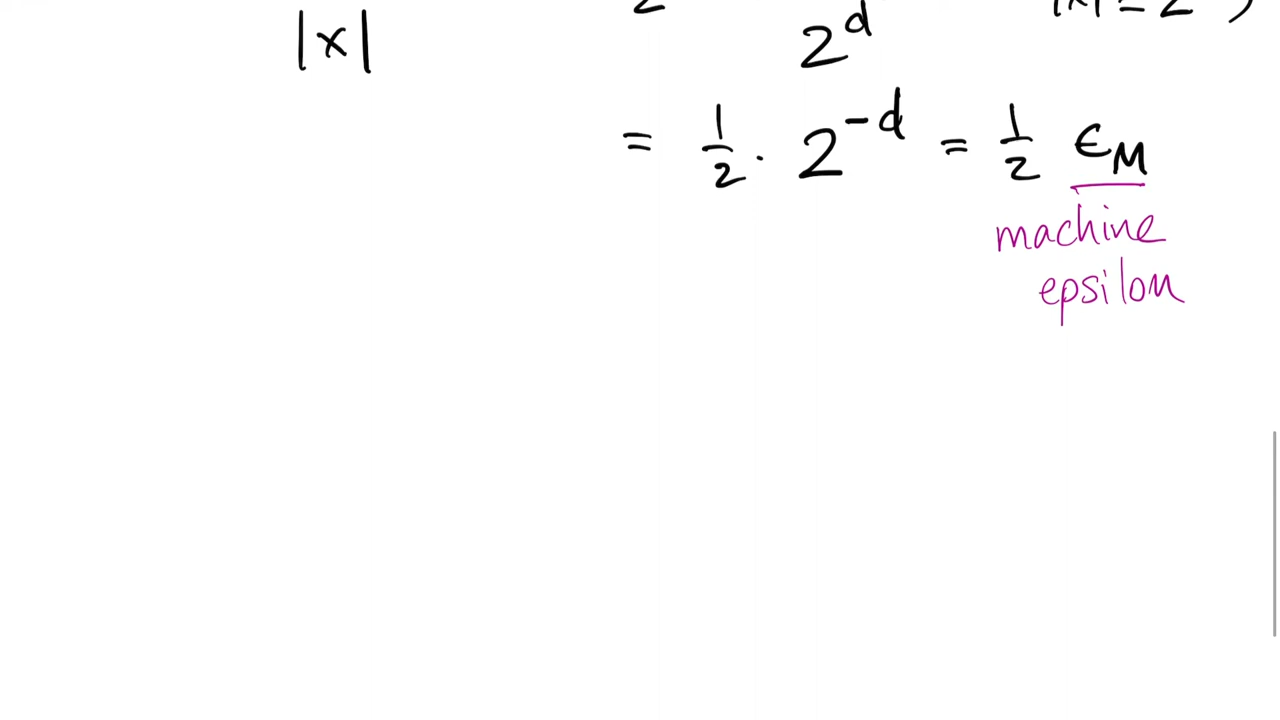 |x| 2^d
= 1/2 · 2^{-d} = 1/2 ϵ_M
machine
epsilon